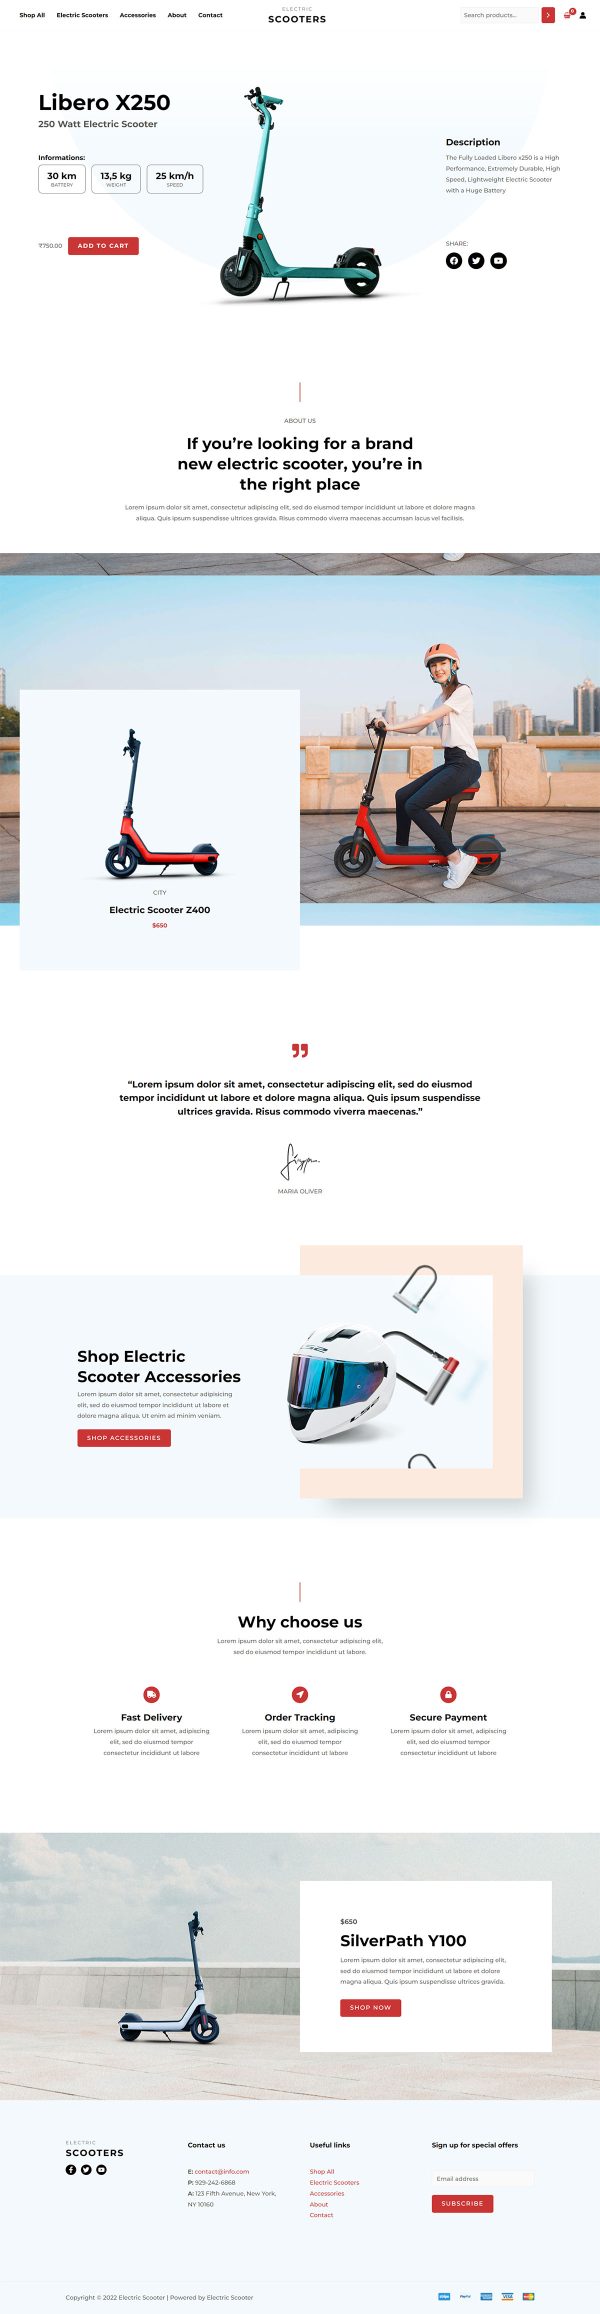 Shop All
Electric Scooters
Accessories
About
Contact
ELECTRIC
SCOOTERS
Search products...
Libero X250
250 Watt Electric Scooter
Informations:
30 km
BATTERY
13,5 kg
WEIGHT
25 km/h
SPEED
₹750.00
ADD TO CART
Description
The Fully Loaded Libero x250 is a High
Performance, Extremely Durable, High
Speed, Lightweight Electric Scooter
with a Huge Battery
SHARE:
ABOUT US
If you’re looking for a brand
new electric scooter, you’re in
the right place
Lorem ipsum dolor sit amet, consectetur adipiscing elit, sed do eiusmod tempor incididunt ut labore et dolore magna
aliqua. Quis ipsum suspendisse ultrices gravida. Risus commodo viverra maecenas accumsan lacus vel facilisis.
CITY
Electric Scooter Z400
$650
“Lorem ipsum dolor sit amet, consectetur adipiscing elit, sed do eiusmod
tempor incididunt ut labore et dolore magna aliqua. Quis ipsum suspendisse
ultrices gravida. Risus commodo viverra maecenas.”
MARIA OLIVER
Shop Electric
Scooter Accessories
Lorem ipsum dolor sit amet, consectetur adipiscing
elit, sed do eiusmod tempor incididunt ut labore et
dolore magna aliqua. Ut enim ad minim veniam.
SHOP ACCESSORIES
Why choose us
Lorem ipsum dolor sit amet, consectetur adipiscing elit,
sed do eiusmod tempor incididunt ut labore.
Fast Delivery
Lorem ipsum dolor sit amet, consectetur adipiscing
elit, sed do eiusmod tempor
consectetur incididunt ut labore
Order Tracking
Lorem ipsum dolor sit amet, consectetur adipiscing
elit, sed do eiusmod tempor
consectetur incididunt ut labore
Secure Payment
Lorem ipsum dolor sit amet, consectetur adipiscing
elit, sed do eiusmod tempor
consectetur incididunt ut labore
$650
SilverPath Y100
Lorem ipsum dolor sit amet, consectetur adipiscing elit,
sed do eiusmod tempor incididunt ut labore et dolore
magna aliqua. Quis ipsum suspendisse ultrices gravida.
SHOP NOW
ELECTRIC
SCOOTERS
Contact us
E: contact@info.com
P: 929-242-6868
A: 123 Fifth Avenue, New York,
NY 10160
Useful links
Shop All
Electric Scooters
Accessories
About
Contact
Sign up for special offers
Email address
SUBSCRIBE
Copyright © 2022 Electric Scooter | Powered by Electric Scooter
PayPal
VISA